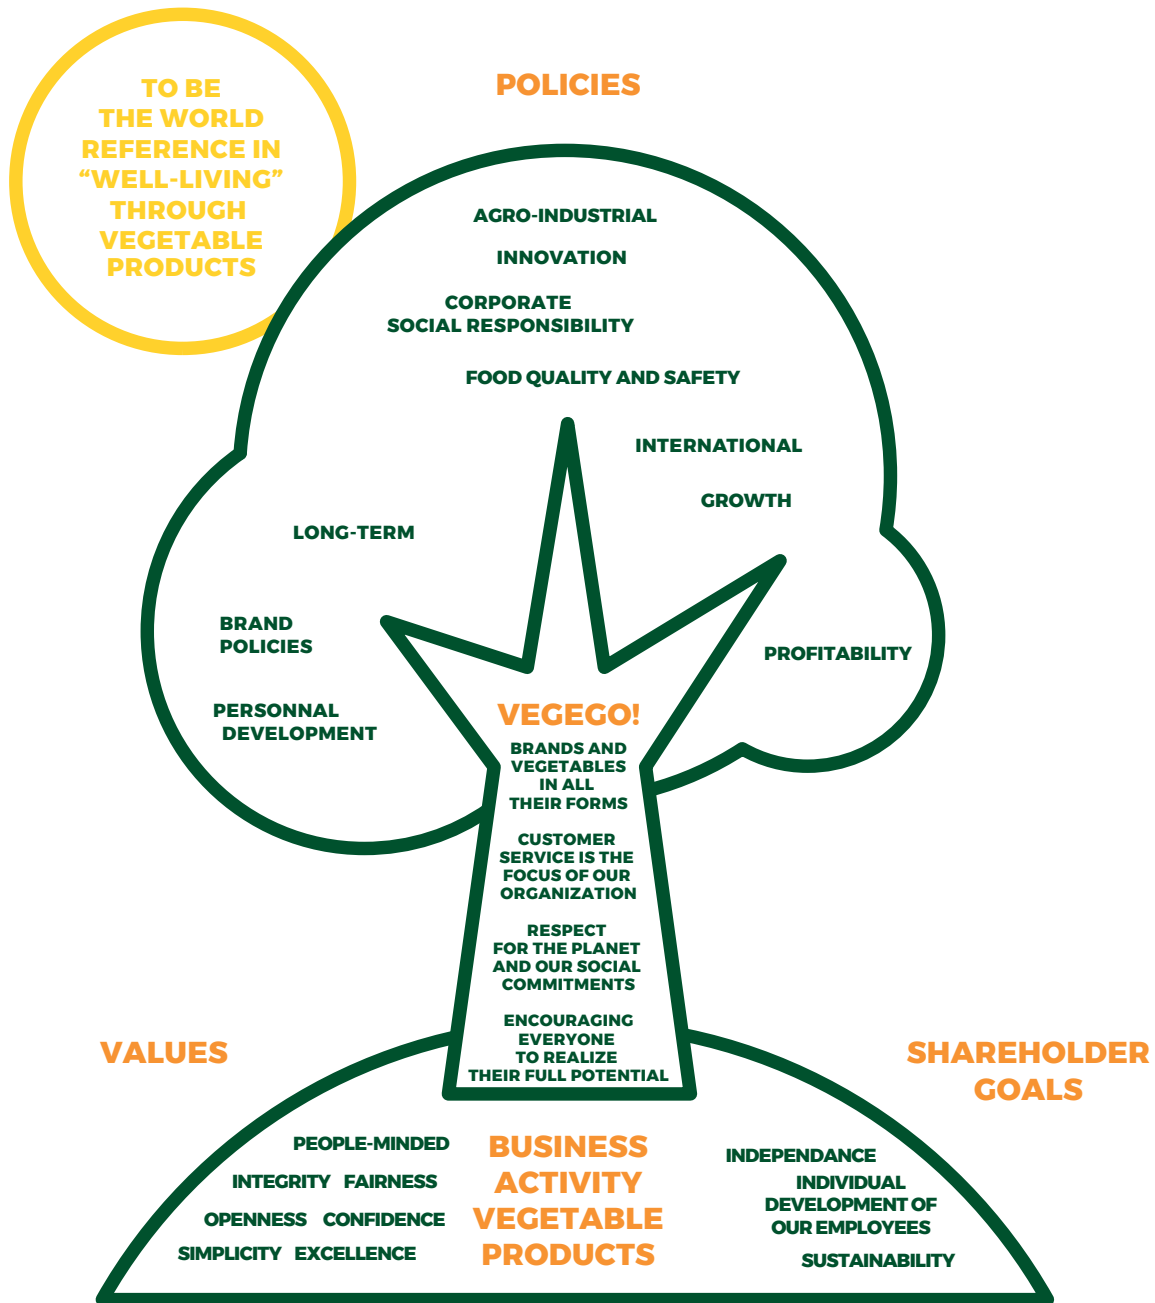 TO BE
THE WORLD
REFERENCE IN
“WELL-LIVING”
THROUGH
VEGETABLE
PRODUCTS
POLICIES
AGRO-INDUSTRIAL
INNOVATION
CORPORATE
SOCIAL RESPONSIBILITY
FOOD QUALITY AND SAFETY
INTERNATIONAL
GROWTH
LONG-TERM
BRAND
POLICIES
PROFITABILITY
PERSONNAL
DEVELOPMENT
VEGEGO!
BRANDS AND
VEGETABLES
IN ALL
THEIR FORMS
CUSTOMER
SERVICE IS THE
FOCUS OF OUR
ORGANIZATION
RESPECT
FOR THE PLANET
AND OUR SOCIAL
COMMITMENTS
ENCOURAGING
EVERYONE
TO REALIZE
THEIR FULL POTENTIAL
VALUES
PEOPLE-MINDED
INTEGRITY FAIRNESS
OPENNESS CONFIDENCE
SIMPLICITY EXCELLENCE
BUSINESS
ACTIVITY
VEGETABLE
PRODUCTS
SHAREHOLDER
GOALS
INDEPENDANCE
INDIVIDUAL
DEVELOPMENT OF
OUR EMPLOYEES
SUSTAINABILITY